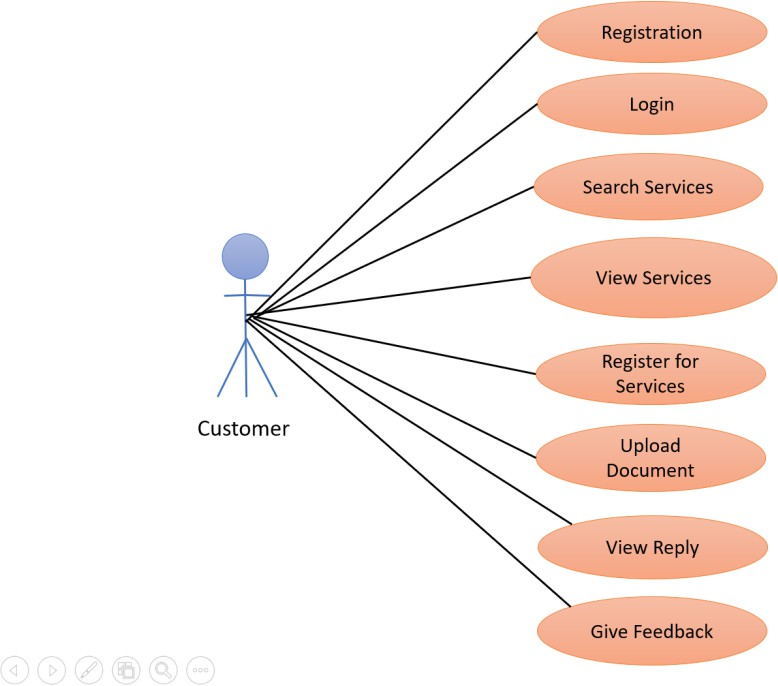 Registration
Login
Search Services
View Services
Register for
Services
Upload
Document
View Reply
Give Feedback
Customer